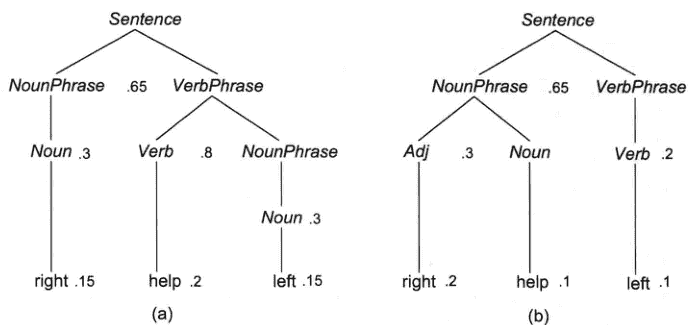 Sentence Sentence
NounPhrase .65 VerbPhrase NounPhrase .65 VerbPhrase
Noun .3 Verb .8 NounPhrase Adj .3 Noun Verb .2
Noun .3
right .15 help .2 left .15 right .2 help .1 left .1
(a) (b)